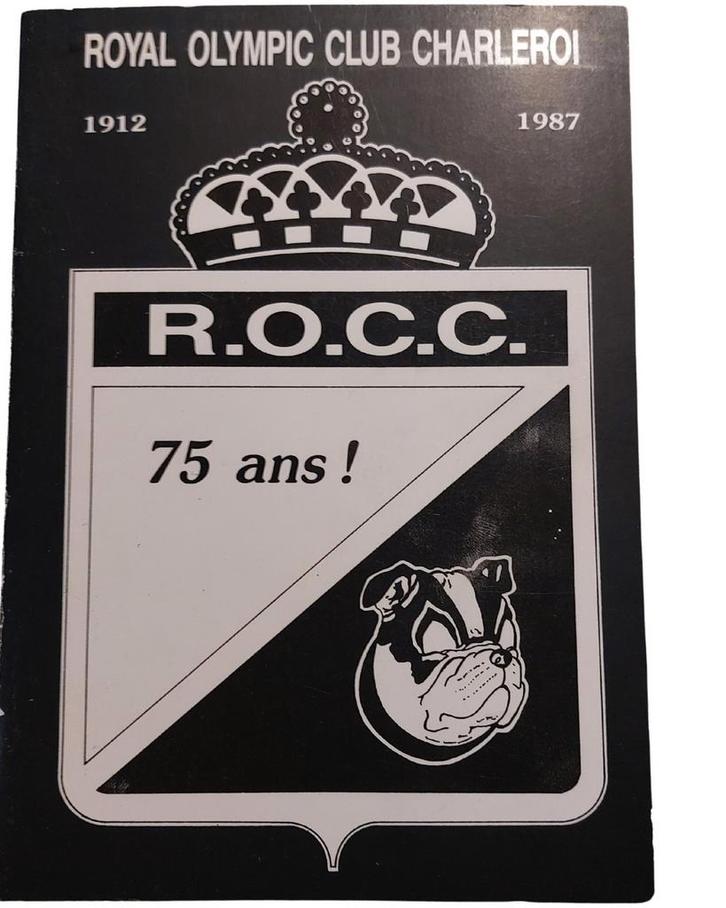 ROYAL OLYMPIC CLUB CHARLEROI
1912 1987
R.O.C.C.
75 ans !